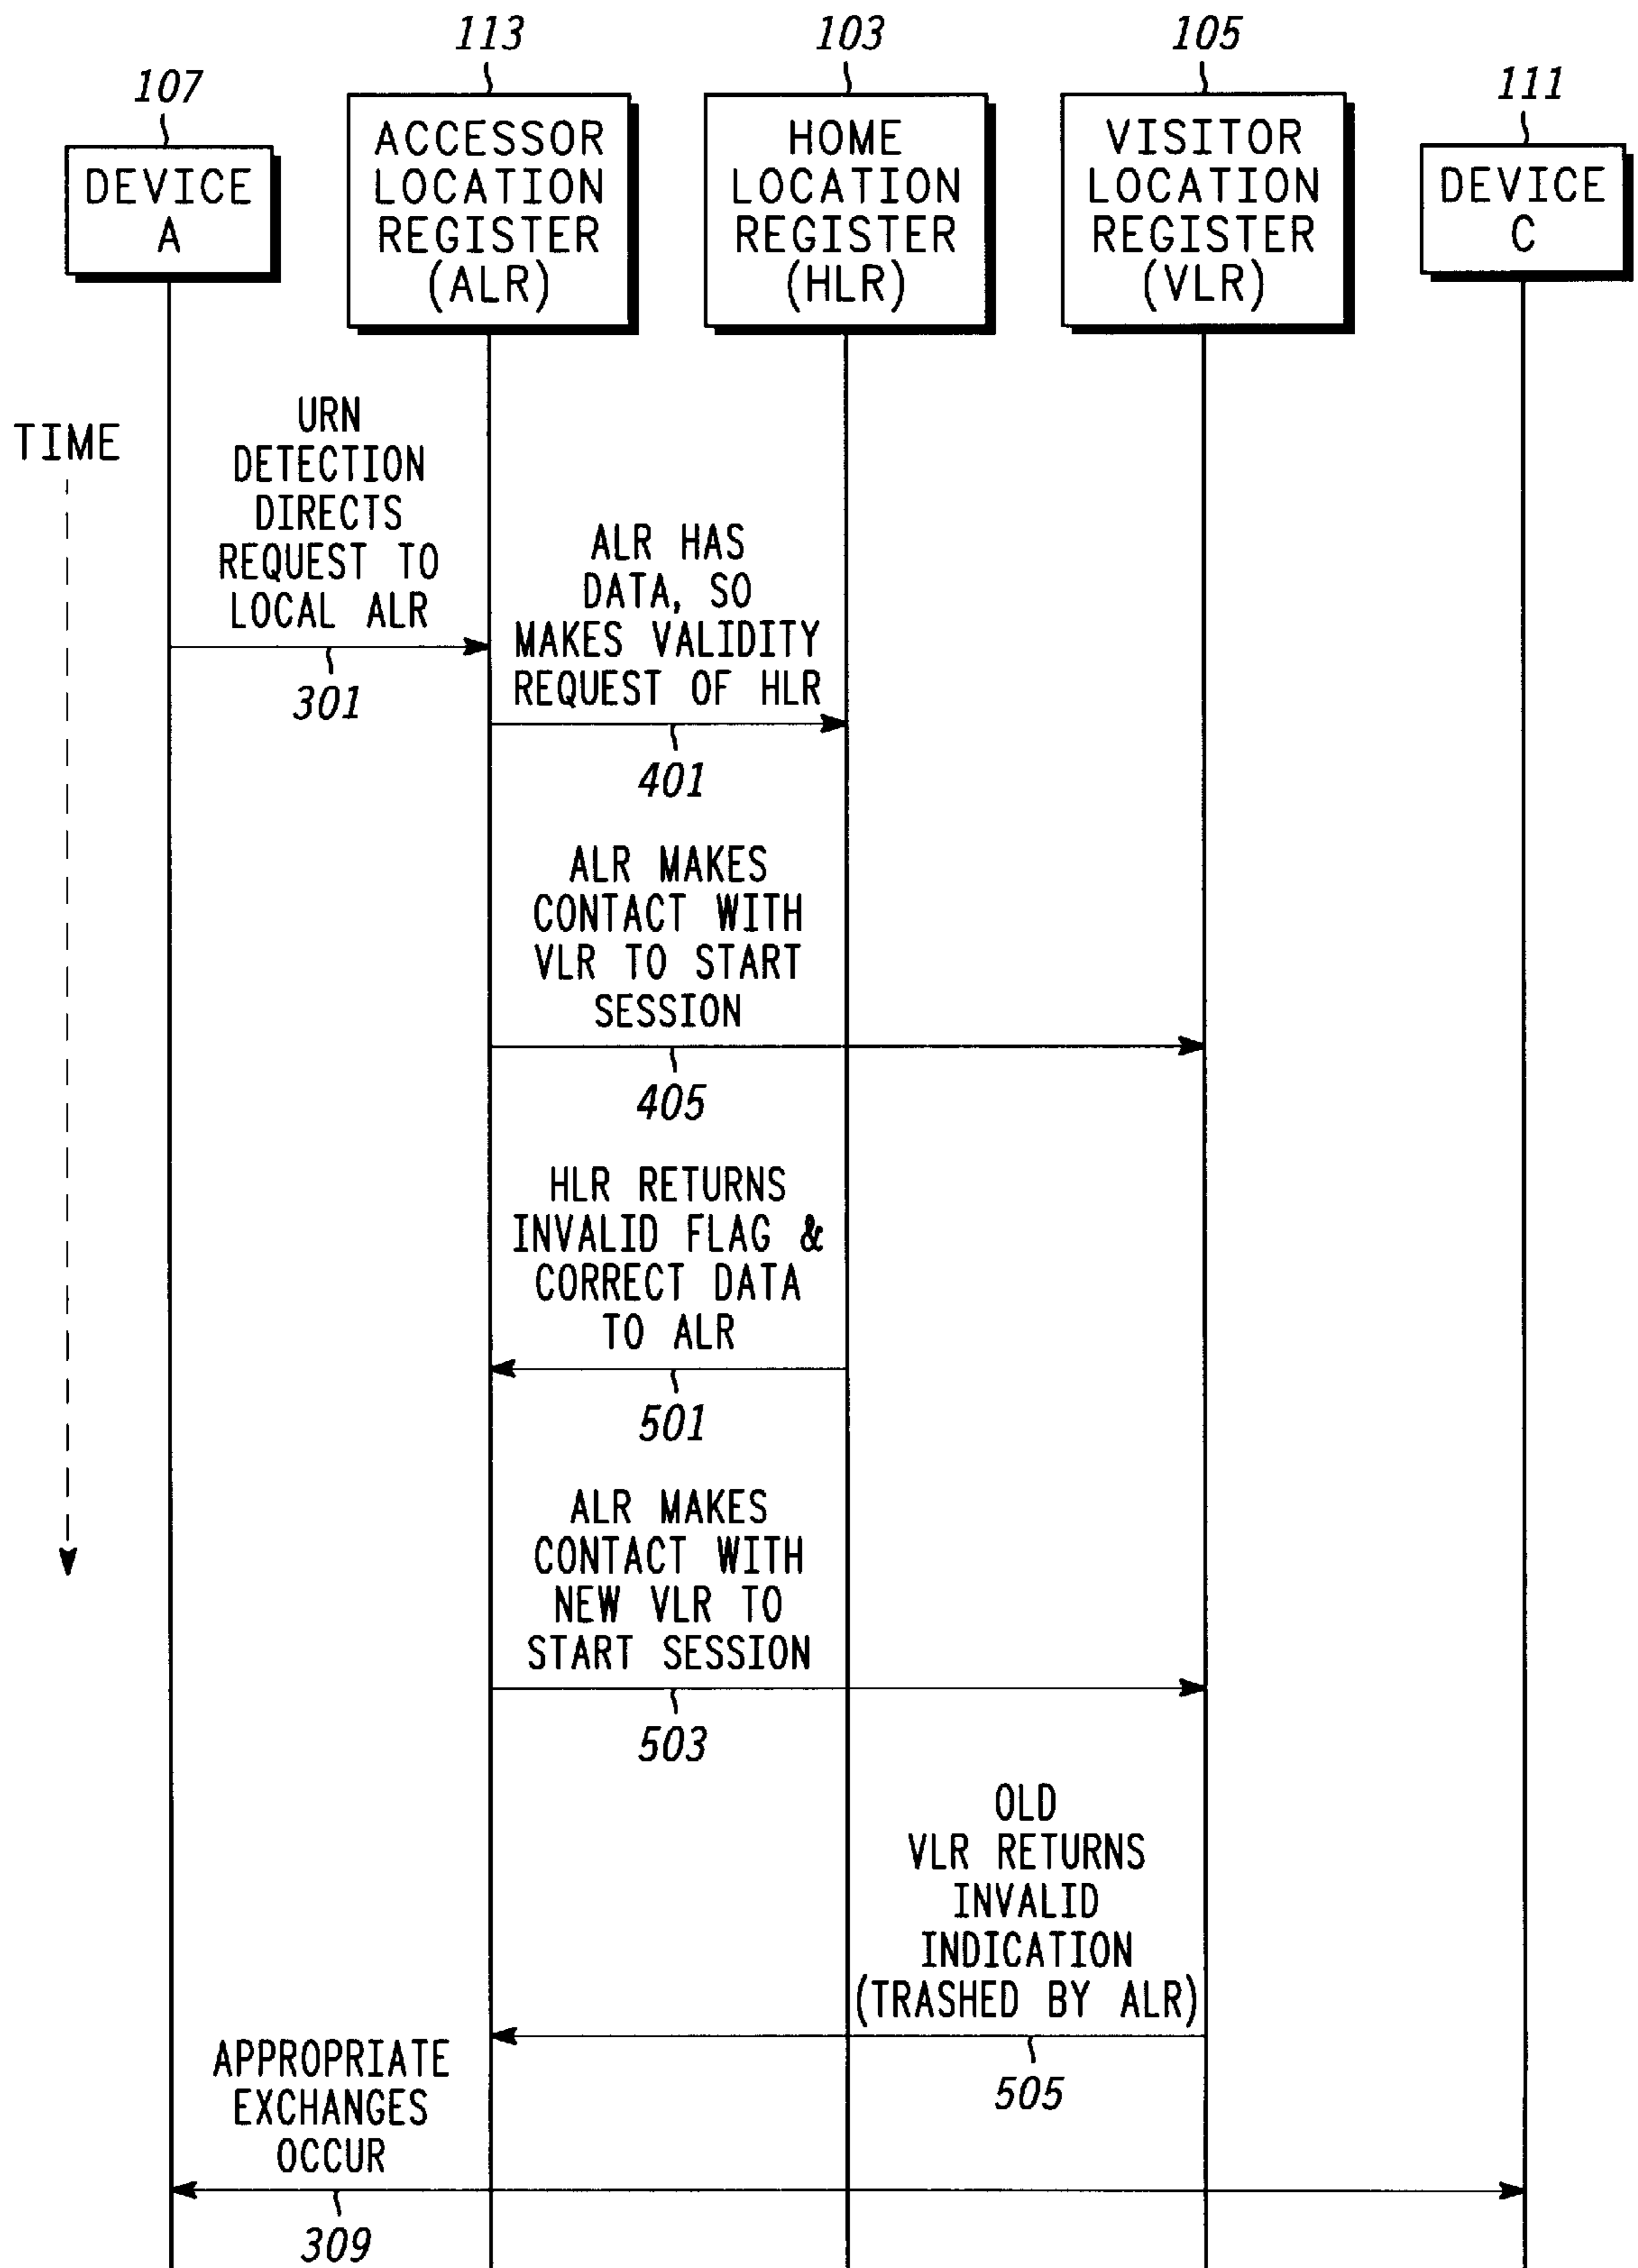 113
103
105
107
111
ACCESSOR
LOCATION
REGISTER
(ALR)
HOME
LOCATION
REGISTER
(HLR)
VISITOR
LOCATION
REGISTER
(VLR)
DEVICE
A
DEVICE
C
TIME
URN
DETECTION
DIRECTS
REQUEST TO
LOCAL ALR
301
ALR HAS
DATA, SO
MAKES VALIDITY
REQUEST OF HLR
401
ALR MAKES
CONTACT WITH
VLR TO START
SESSION
405
HLR RETURNS
INVALID FLAG &
CORRECT DATA
TO ALR
501
ALR MAKES
CONTACT WITH
NEW VLR TO
START SESSION
503
OLD
VLR RETURNS
INVALID
INDICATION
(TRASHED BY ALR)
505
APPROPRIATE
EXCHANGES
OCCUR
309